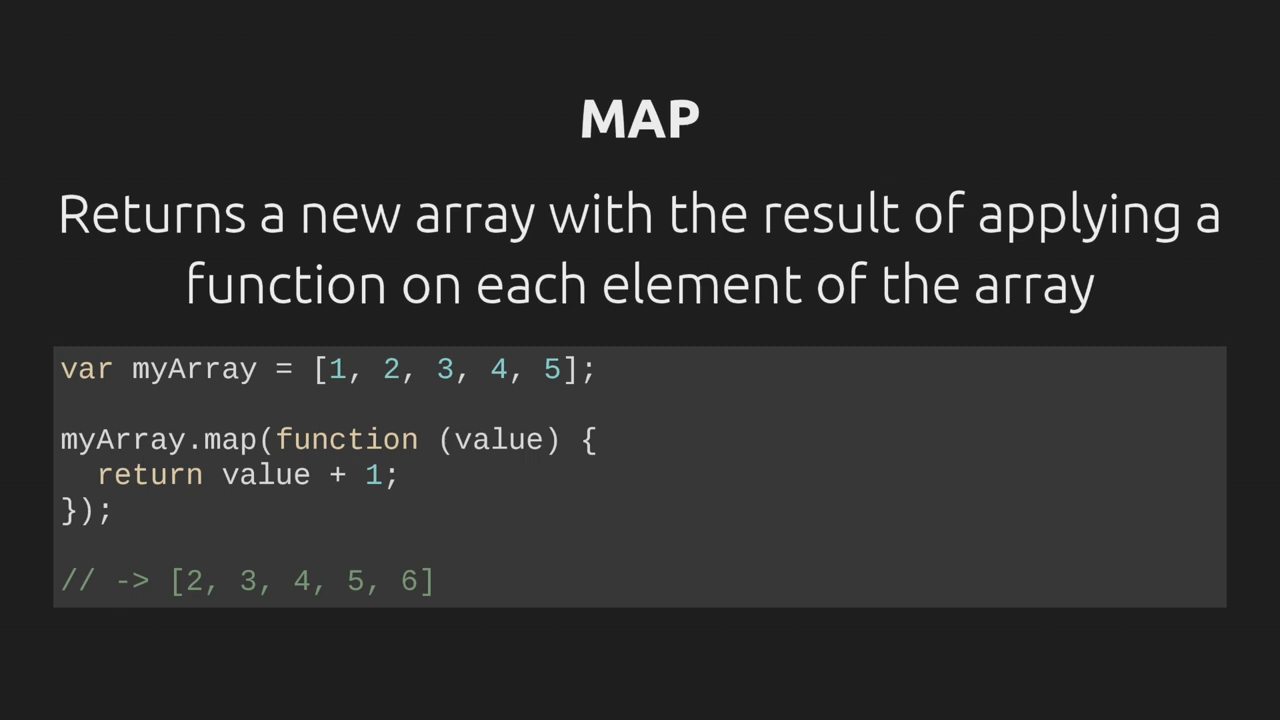 MAP
Returns a new array with the result of applying a
function on each element of the array
var myArray = [1, 2, 3, 4, 5];
myArray.map(function (value) {
  return value + 1;
});
// -> [2, 3, 4, 5, 6]